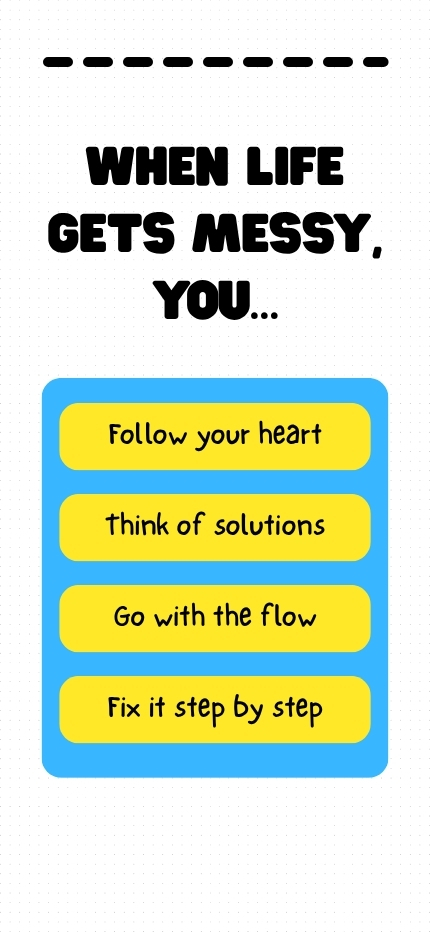 WHEN LIFE
GETS MESSY,
YOU...
Follow your heart
Think of solutions
Go with the flow
Fix it step by step